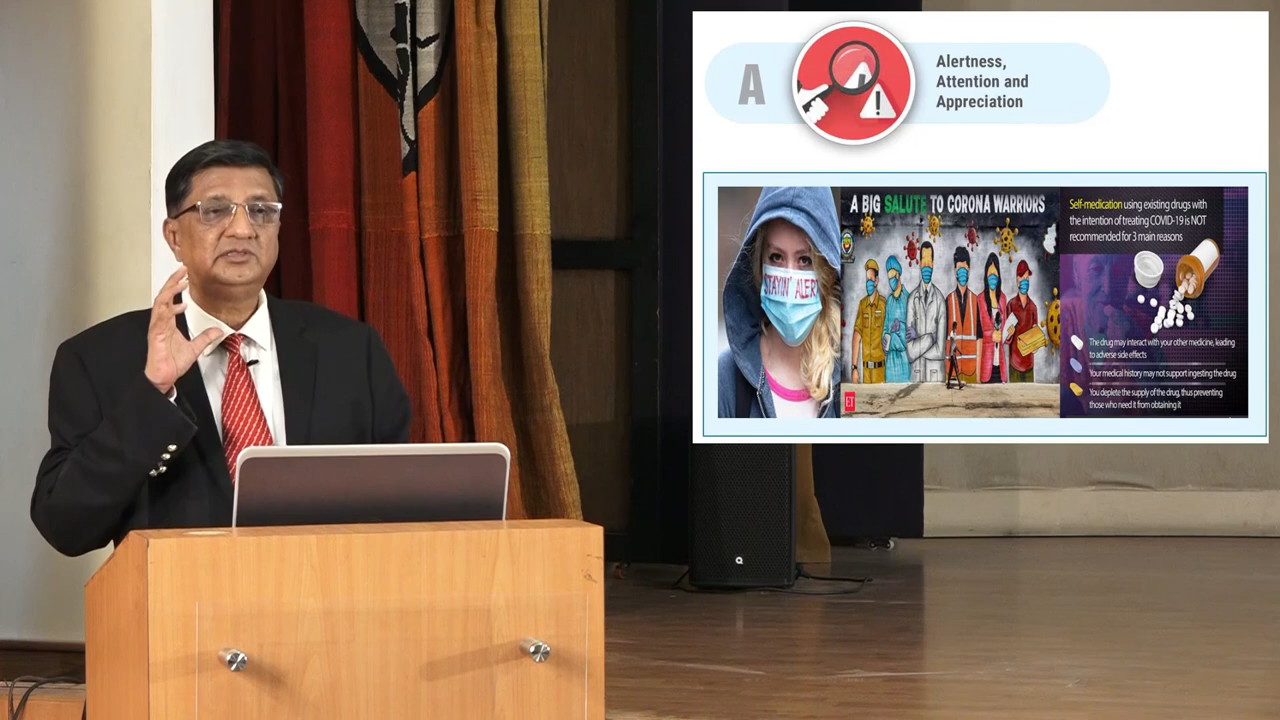 A
Alertness,
Attention and
Appreciation
STAYIN' ALERT
A BIG SALUTE TO CORONA WARRIORS
ET
Self-medication using existing drugs with
the intention of treating COVID-19 is NOT
recommended for 3 main reasons
The drug may interact with your other medicine, leading
to adverse side effects
Your medical history may not support ingesting the drug
You deplete the supply of the drug, thus preventing
those who need it from obtaining it